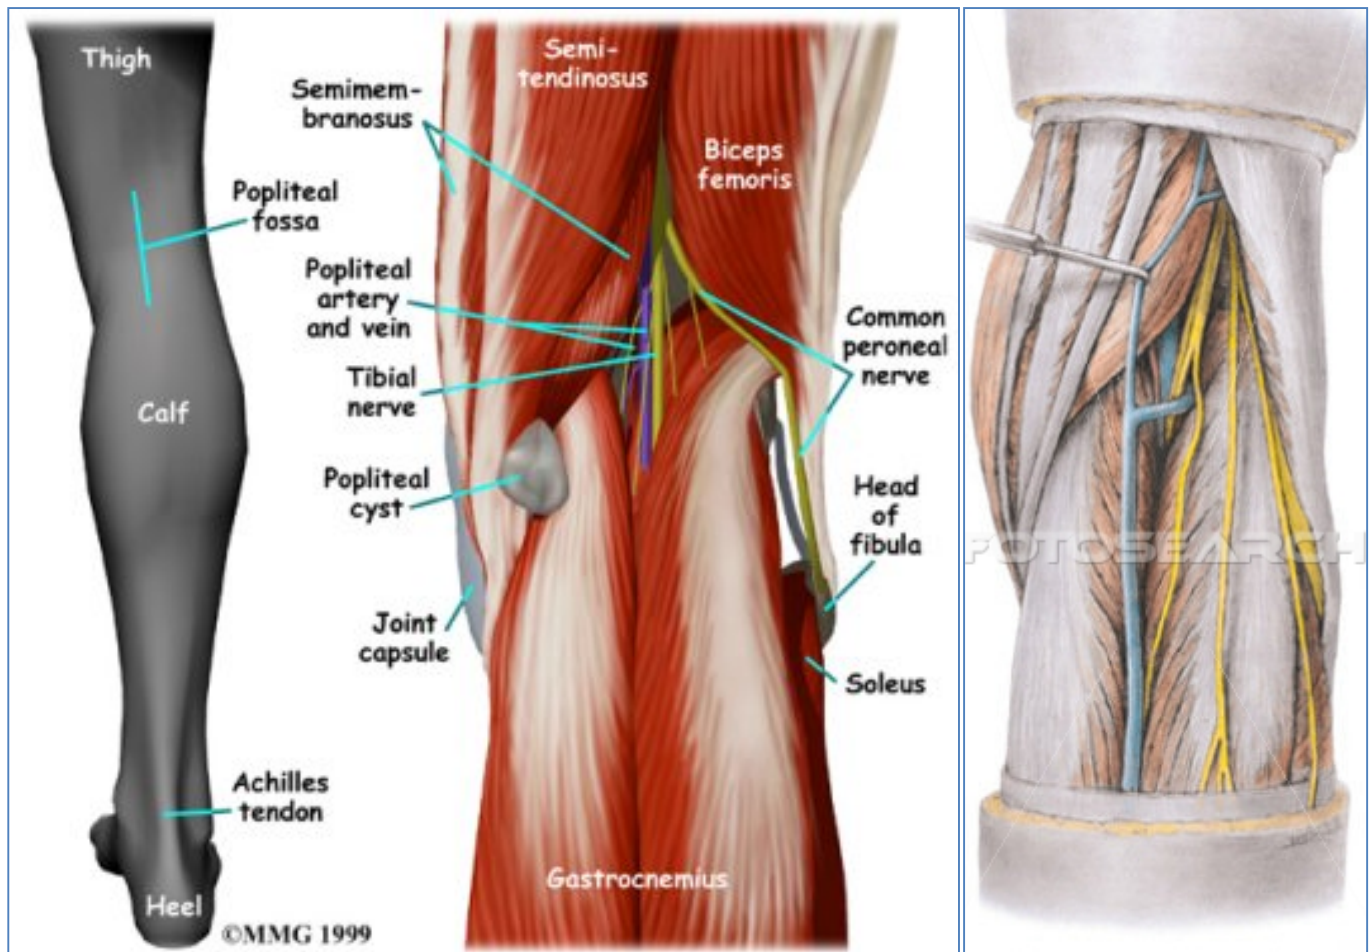 Thigh
Popliteal
fossa
Calf
Achilles
tendon
Heel
©MMG 1999
Semi-
tendinosus
Semimem-
branosus
Biceps
femoris
Popliteal
artery
and vein
Common
peroneal
nerve
Tibial
nerve
Popliteal
cyst
Head
of
fibula
Joint
capsule
Soleus
Gastrocnemius
FOTOSEARCH